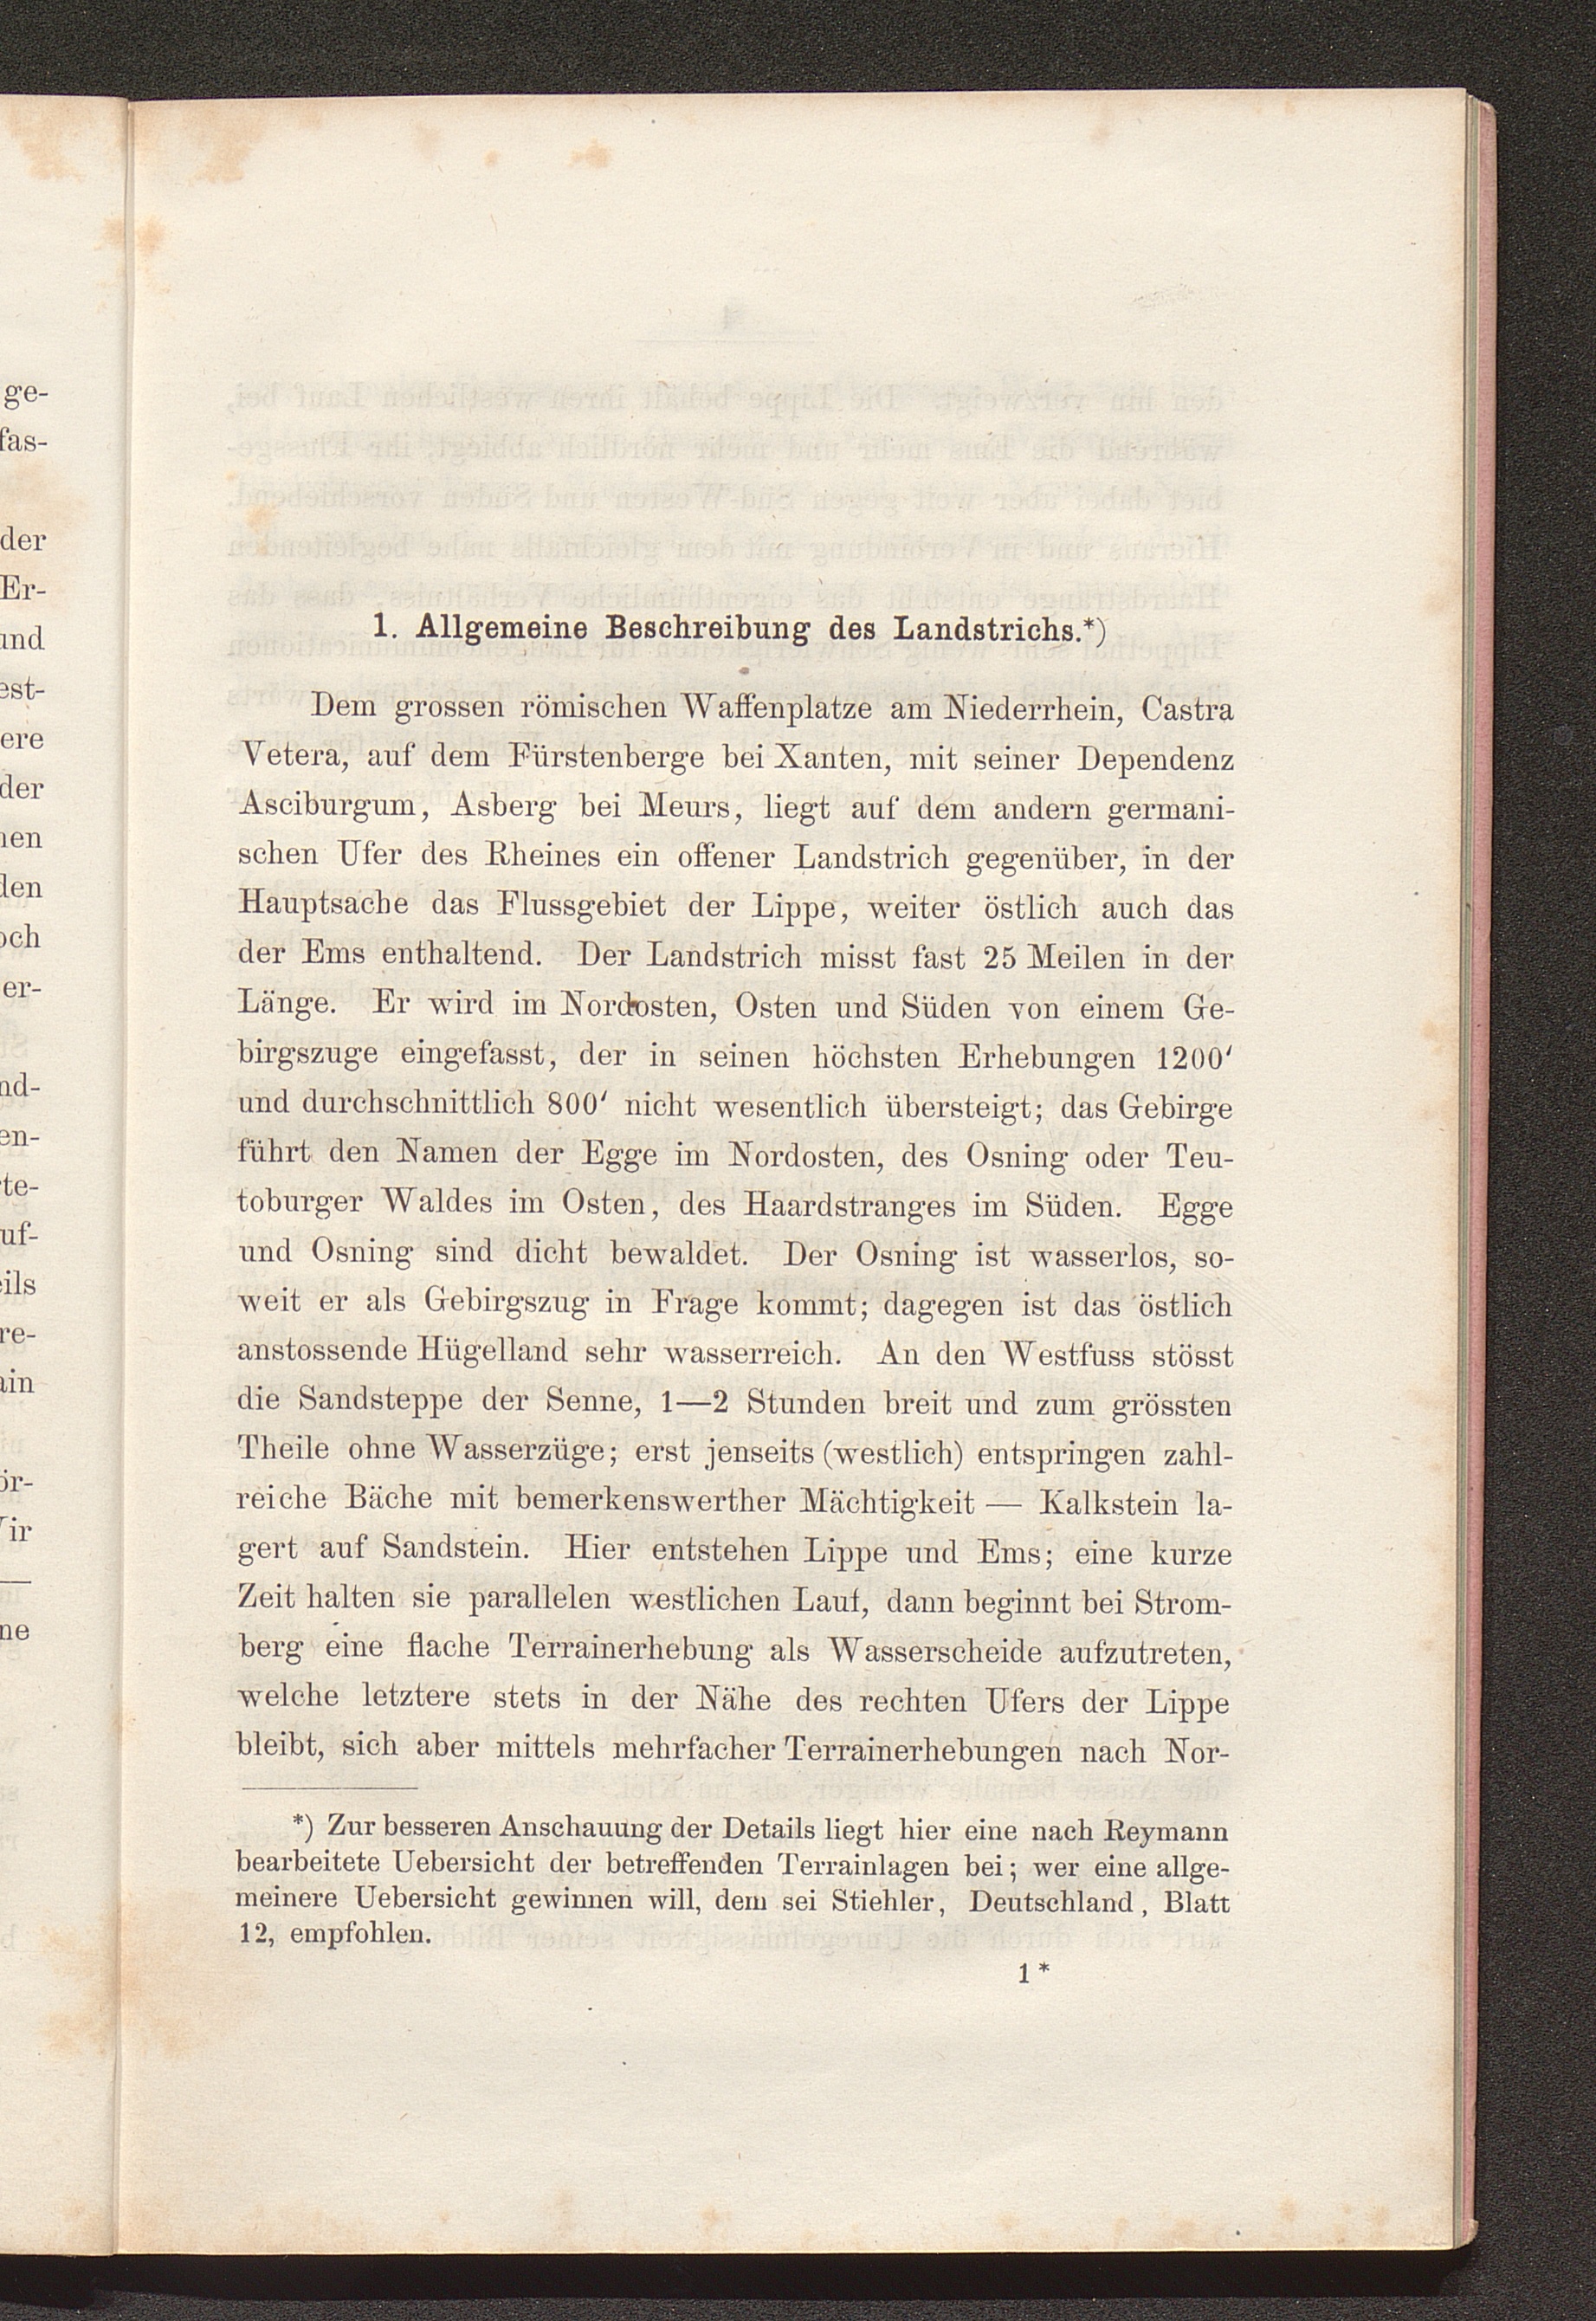 1. Allgemeine Beschreibung des Landstrichs.*)
Dem grossen römischen Waffenplatze am Niederrhein, Castra
Vetera, auf dem Fürstenberge bei Xanten, mit seiner Dependenz
Asciburgum, Asberg bei Meurs, liegt auf dem andern germani-
schen Ufer des Rheines ein offener Landstrich gegenüber, in der
Hauptsache das Flussgebiet der Lippe, weiter östlich auch das
der Ems enthaltend. Der Landstrich misst fast 25 Meilen in der
Länge. Er wird im Nordosten, Osten und Süden von einem Ge-
birgszuge eingefasst, der in seinen höchsten Erhebungen 1200′
und durchschnittlich 800′ nicht wesentlich übersteigt; das Gebirge
führt den Namen der Egge im Nordosten, des Osning oder Teu-
toburger Waldes im Osten, des Haardstranges im Süden. Egge
und Osning sind dicht bewaldet. Der Osning ist wasserlos, so-
weit er als Gebirgszug in Frage kommt; dagegen ist das östlich
anstossende Hügelland sehr wasserreich. An den Westfuss stösst
die Sandsteppe der Senne, 1—2 Stunden breit und zum grössten
Theile ohne Wasserzüge; erst jenseits (westlich) entspringen zahl-
reiche Bäche mit bemerkenswerther Mächtigkeit — Kalkstein la-
gert auf Sandstein. Hier entstehen Lippe und Ems; eine kurze
Zeit halten sie parallelen westlichen Lauf, dann beginnt bei Strom-
berg eine flache Terrainerhebung als Wasserscheide aufzutreten,
welche letztere stets in der Nähe des rechten Ufers der Lippe
bleibt, sich aber mittels mehrfacher Terrainerhebungen nach Nor-
*) Zur besseren Anschauung der Details liegt hier eine nach Reymann
bearbeitete Uebersicht der betreffenden Terrainlagen bei; wer eine allge-
meinere Uebersicht gewinnen will, dem sei Stiehler, Deutschland, Blatt
12, empfohlen.
1*